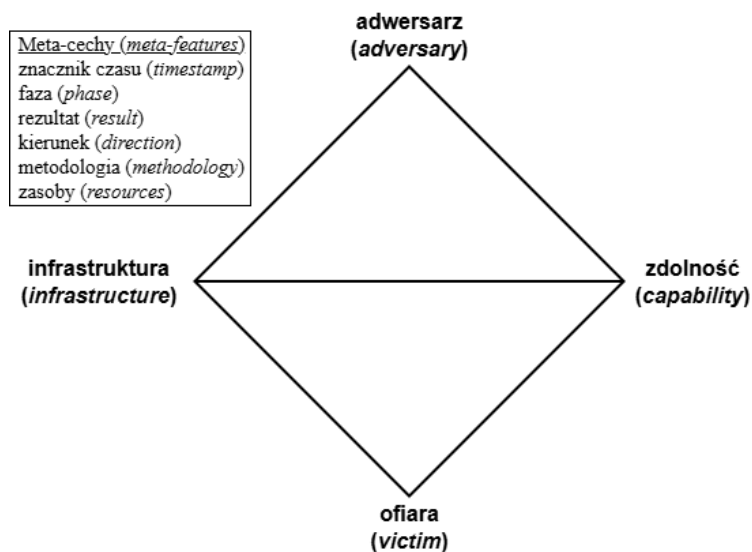 Meta-cechy (meta-features)
znacznik czasu (timestamp)
faza (phase)
rezultat (result)
kierunek (direction)
metodologia (methodology)
zasoby (resources)
adwersarz
(adversary)
infrastruktura
(infrastructure)
zdolność
(capability)
ofiara
(victim)